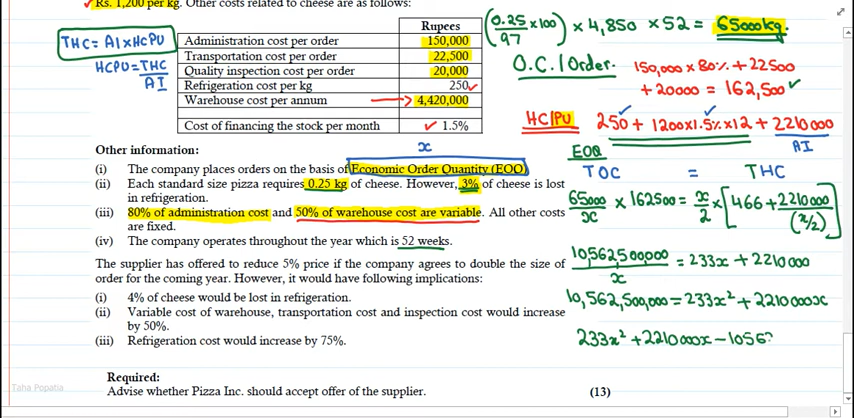 Rs. 1,200 per kg. Other costs related to cheese are as follows:
Rupees
Administration cost per order 150,000
Transportation cost per order 22,500
Quality inspection cost per order 20,000
Refrigeration cost per kg 250
Warehouse cost per annum 4,420,000
Cost of financing the stock per month 1.5%
THC = AI x HCPU
HCPU = THC / AI
(0.25/97 x 100) x 4,850 x 52 = 65000kg.
O.C./Order 150,000 x 80% + 22500
+ 20000 = 162,500
HC/PU 250 + 1200x1.5%x12 + 2210000/AI
x
Other information:
(i) The company places orders on the basis of Economic Order Quantity (EOQ)
(ii) Each standard size pizza requires 0.25 kg of cheese. However, 3% of cheese is lost
in refrigeration.
(iii) 80% of administration cost and 50% of warehouse cost are variable. All other costs
are fixed.
(iv) The company operates throughout the year which is 52 weeks.
The supplier has offered to reduce 5% price if the company agrees to double the size of
order for the coming year. However, it would have following implications:
(i) 4% of cheese would be lost in refrigeration.
(ii) Variable cost of warehouse, transportation cost and inspection cost would increase
by 50%.
(iii) Refrigeration cost would increase by 75%.
EOQ
TOC = THC
65000/x x 162500 = x/2 x [466 + 2210000/(x/2)]
10,562,500,000/x = 233x + 2210000
10,562,500,000 = 233x² + 2210000x
233x² + 2210000x - 1056
Taha Popatia
Required:
Advise whether Pizza Inc. should accept offer of the supplier. (13)